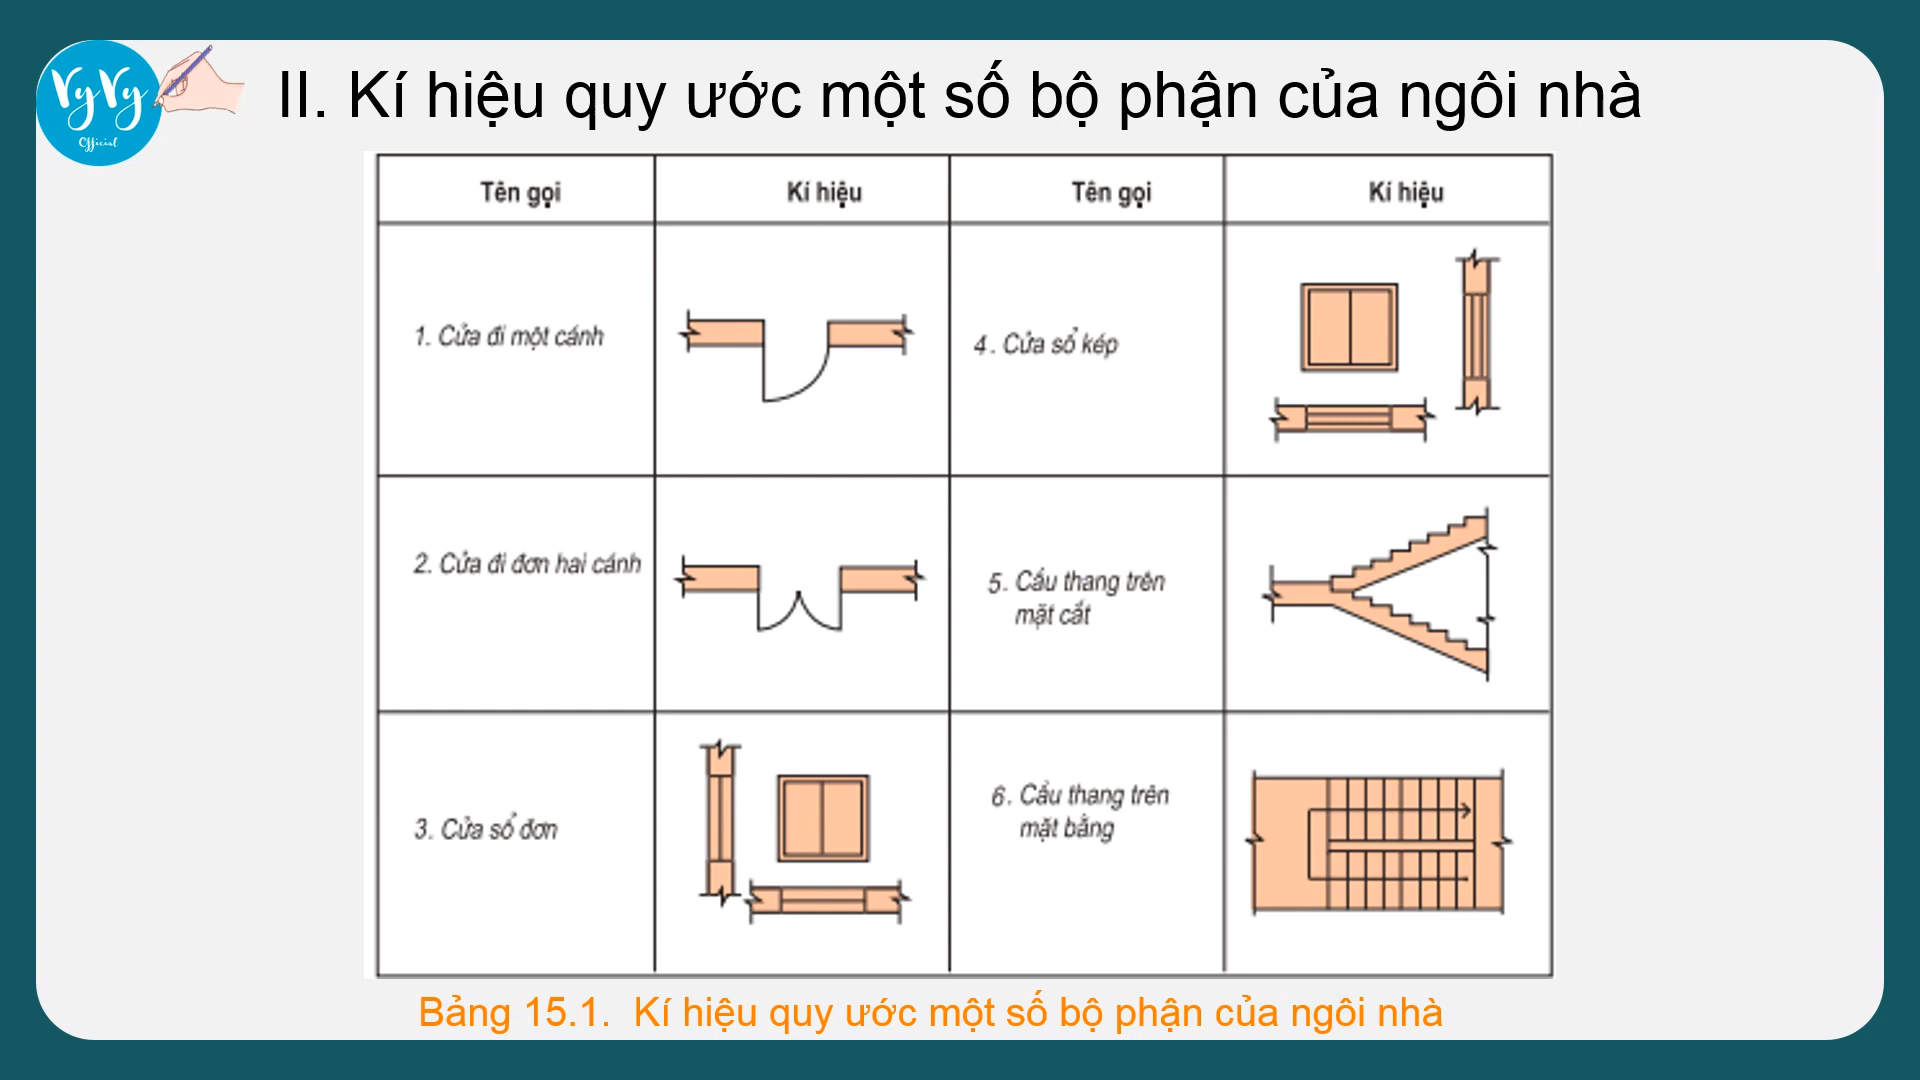 VyVy
Official
II. Kí hiệu quy ước một số bộ phận của ngôi nhà
Tên gọi
Kí hiệu
Tên gọi
Kí hiệu
1. Cửa đi một cánh
4. Cửa sổ kép
2. Cửa đi đơn hai cánh
5. Cầu thang trên
mặt cắt
3. Cửa sổ đơn
6. Cầu thang trên
mặt bằng
Bảng 15.1. Kí hiệu quy ước một số bộ phận của ngôi nhà